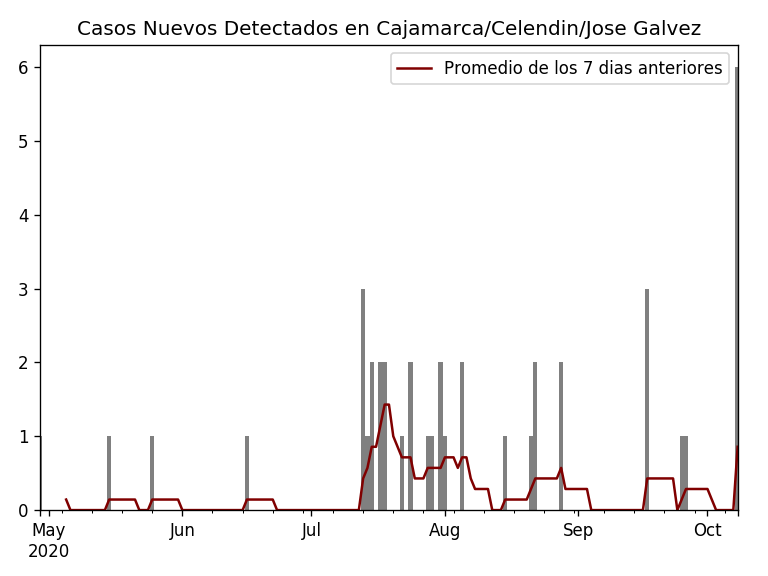 Casos Nuevos Detectados en Cajamarca/Celendin/Jose Galvez
Promedio de los 7 dias anteriores
6
5
4
3
2
1
0
May Jun Jul Aug Sep Oct
2020